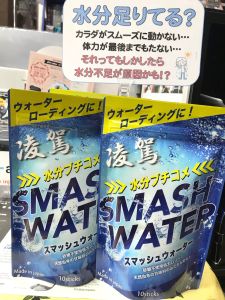 水分足りてる?
カラダがスムーズに動かない…
体力が最後までもたない…
それってもしかしたら
水分不足が原因かも!?
ウォーター
ローディングに!
凌駕
水分プチコメ
SMASH
WATER
スマッシュウォーター
Made in Japan
10sticks
ウォーター
ローディングに!
凌駕
水分プチコメ
SMASH
WATER
スマッシュウォーター
10sticks